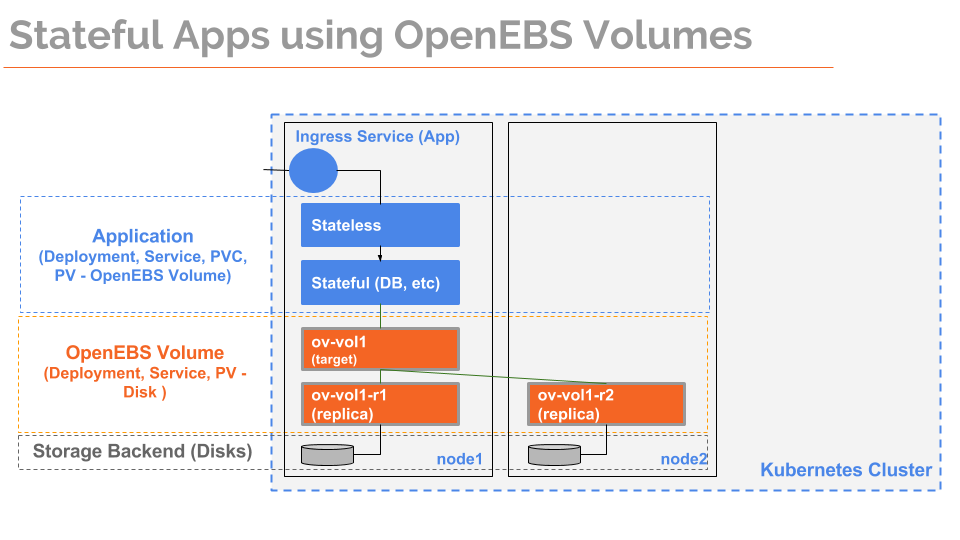 Stateful Apps using OpenEBS Volumes
Ingress Service (App)
Application
(Deployment, Service, PVC,
PV - OpenEBS Volume)
Stateless
Stateful (DB, etc)
OpenEBS Volume
(Deployment, Service, PV -
Disk )
ov-vol1
(target)
ov-vol1-r1
(replica)
ov-vol1-r2
(replica)
Storage Backend (Disks)
node1
node2
Kubernetes Cluster